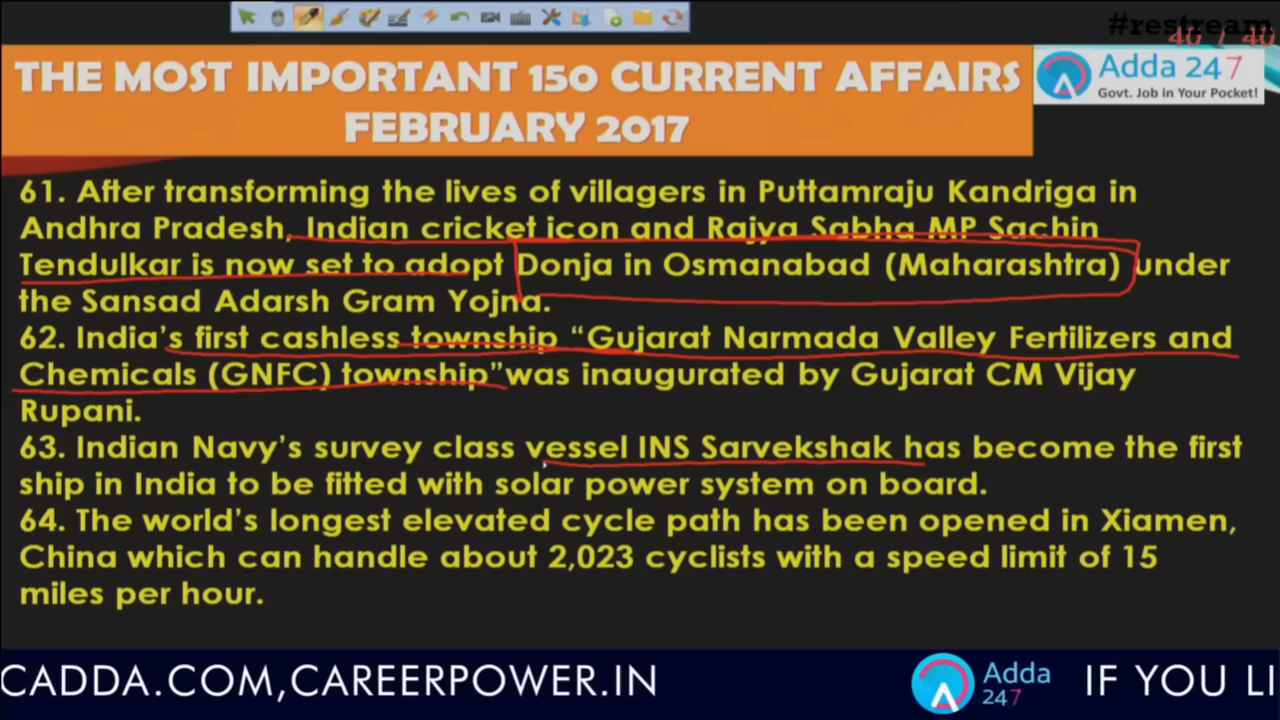 #restream
40 / 40
THE MOST IMPORTANT 150 CURRENT AFFAIRS
FEBRUARY 2017
Adda 247
Govt. Job in Your Pocket!
61. After transforming the lives of villagers in Puttamraju Kandriga in
Andhra Pradesh, Indian cricket icon and Rajya Sabha MP Sachin
Tendulkar is now set to adopt Donja in Osmanabad (Maharashtra) under
the Sansad Adarsh Gram Yojna.
62. India's first cashless township “Gujarat Narmada Valley Fertilizers and
Chemicals (GNFC) township”was inaugurated by Gujarat CM Vijay
Rupani.
63. Indian Navy's survey class vessel INS Sarvekshak has become the first
ship in India to be fitted with solar power system on board.
64. The world's longest elevated cycle path has been opened in Xiamen,
China which can handle about 2,023 cyclists with a speed limit of 15
miles per hour.
CADDA.COM,CAREERPOWER.IN
Adda
247
IF YOU LI